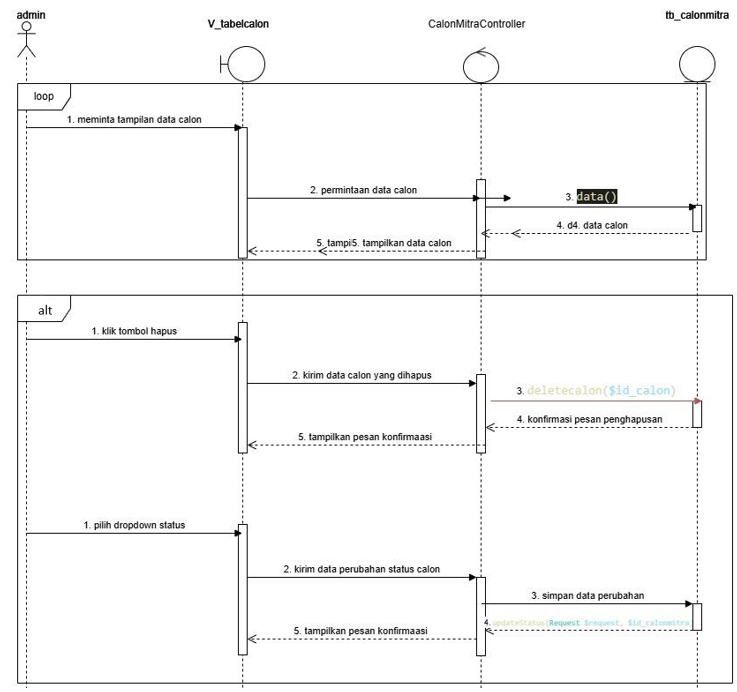 admin
V_tabelcalon
CalonMitraController
tb_calonmitra
loop
1. meminta tampilan data calon
2. permintaan data calon
3. data()
4. d4. data calon
5. tampi5. tampilkan data calon
alt
1. klik tombol hapus
2. kirim data calon yang dihapus
3. deletecalon($id_calon)
4. konfirmasi pesan penghapusan
5. tampilkan pesan konfirmaasi
1. pilih dropdown status
2. kirim data perubahan status calon
3. simpan data perubahan
4. updateStatus(Request $request, $id_calonmitra
5. tampilkan pesan konfirmaasi